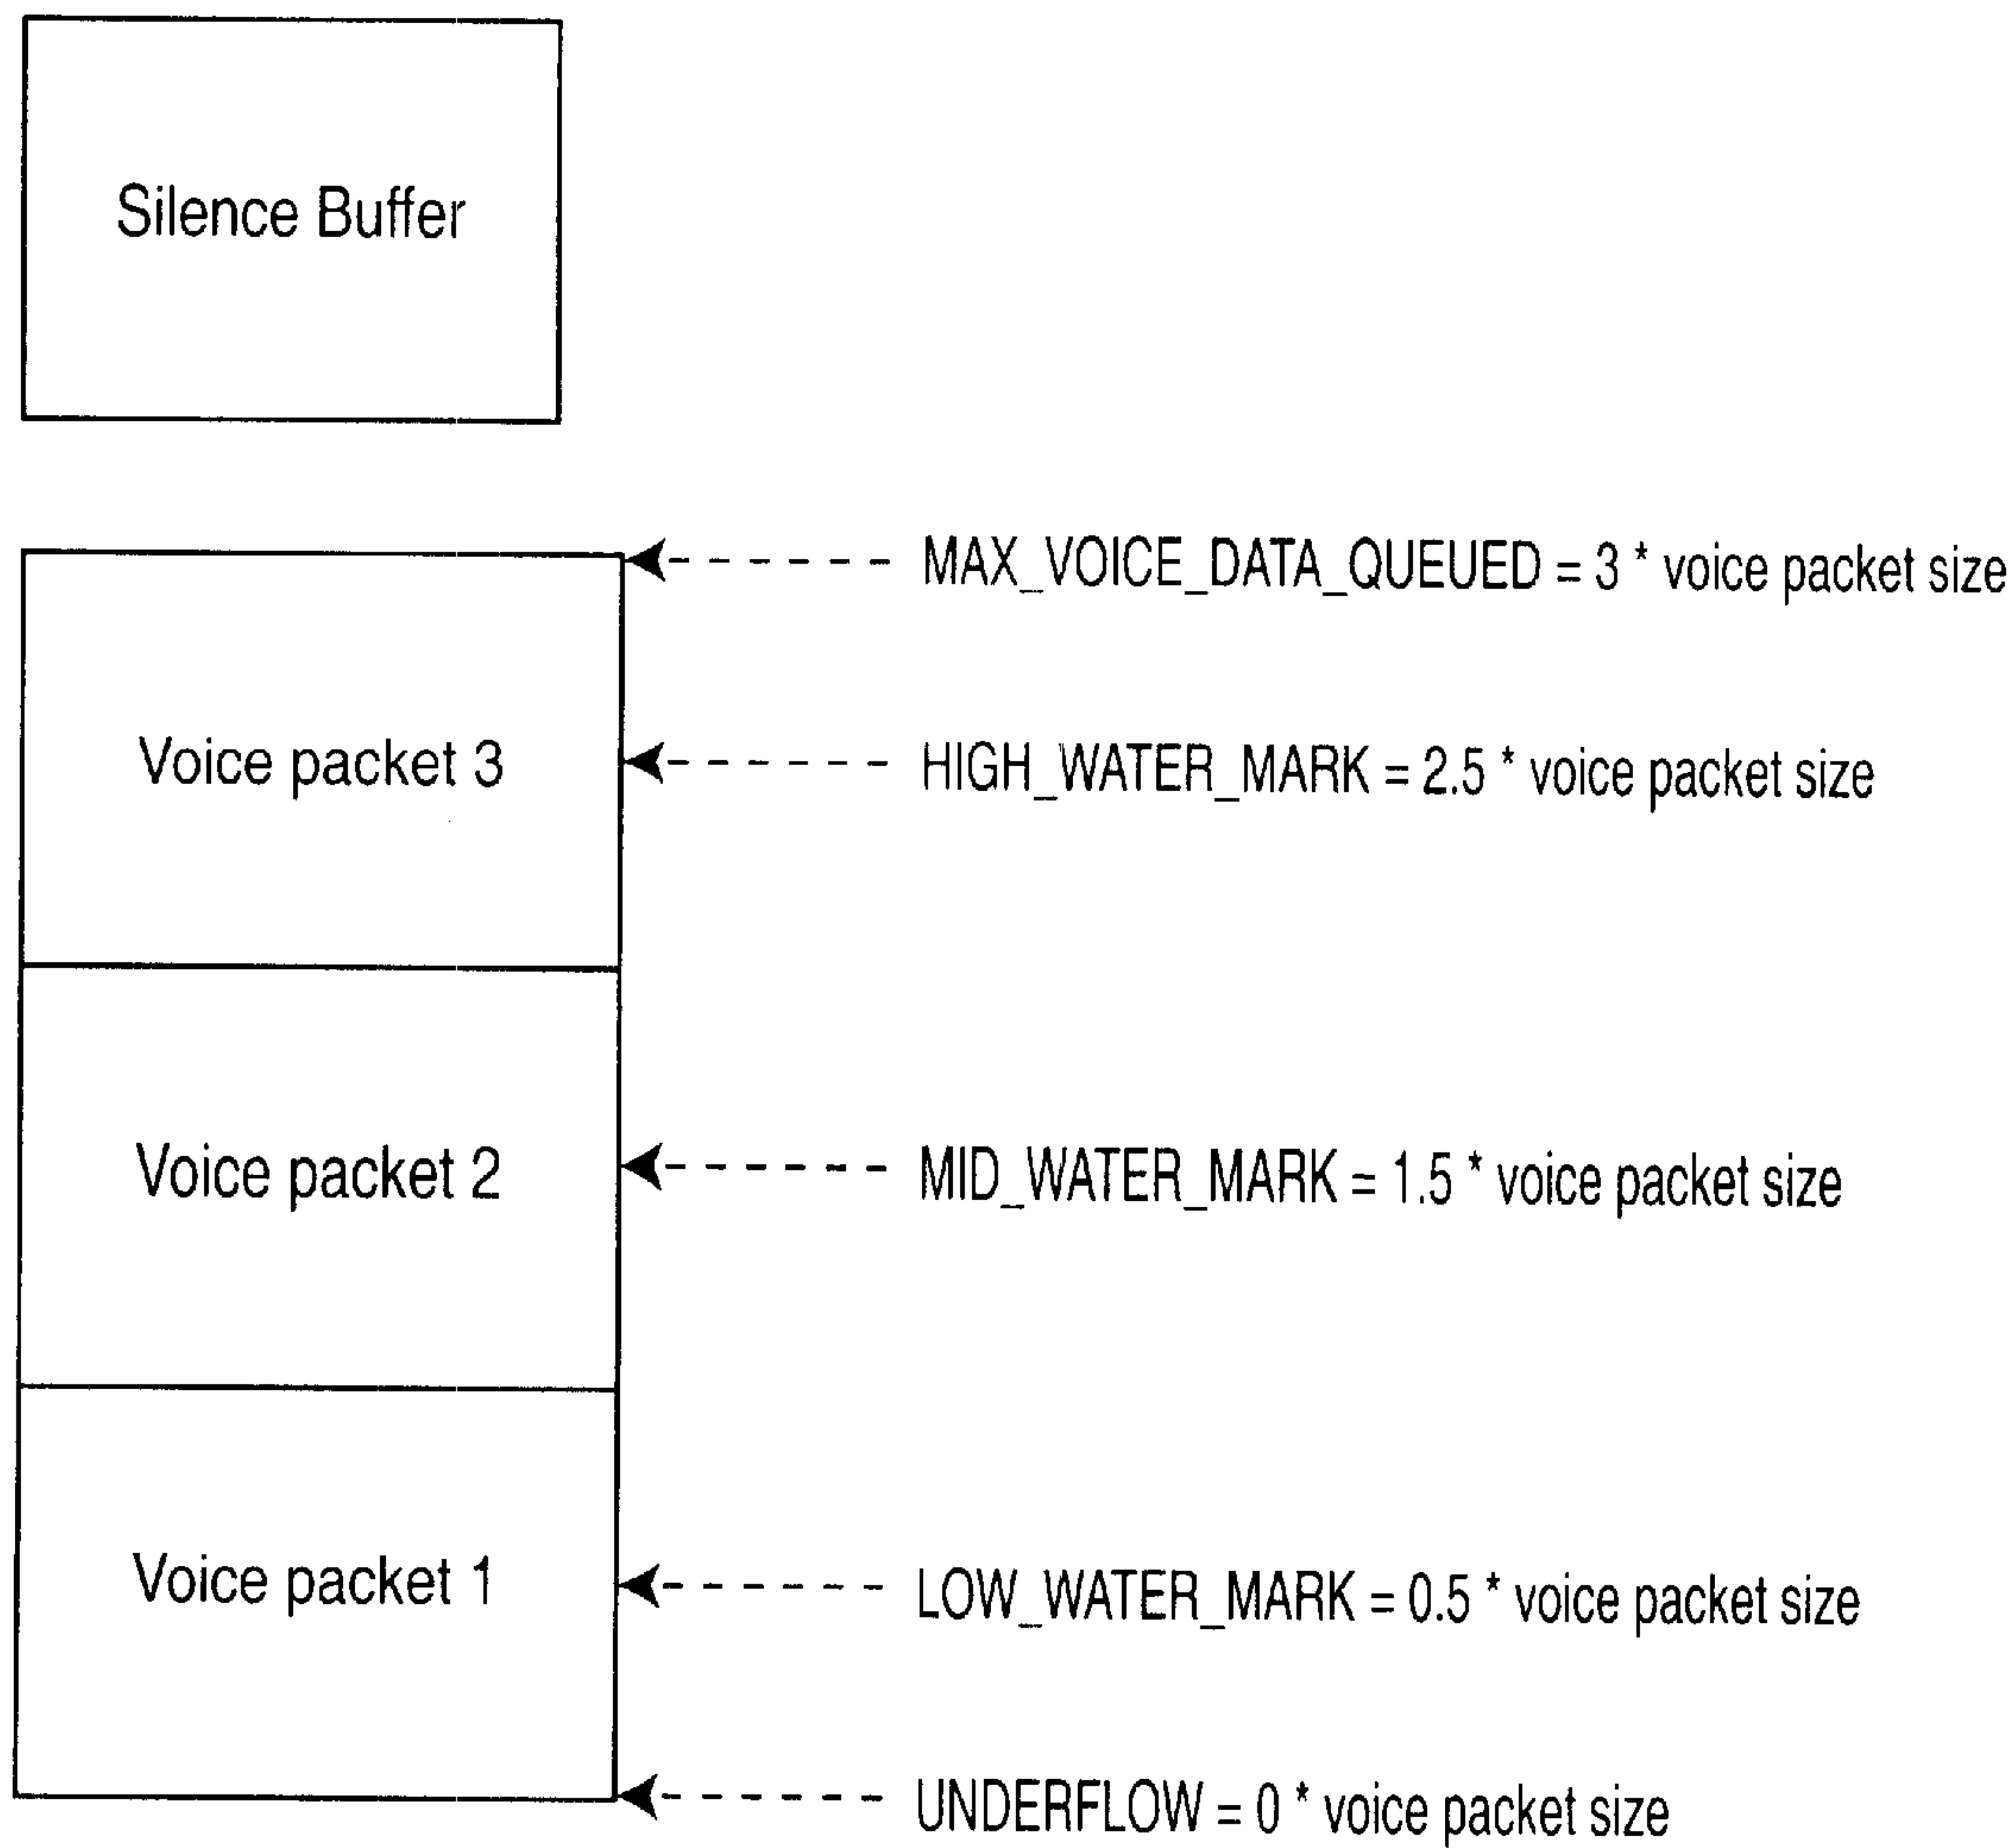 Silence Buffer
MAX_VOICE_DATA_QUEUED = 3 * voice packet size
Voice packet 3
HIGH_WATER_MARK = 2.5 * voice packet size
Voice packet 2
MID_WATER_MARK = 1.5 * voice packet size
Voice packet 1
LOW_WATER_MARK = 0.5 * voice packet size
UNDERFLOW = 0 * voice packet size